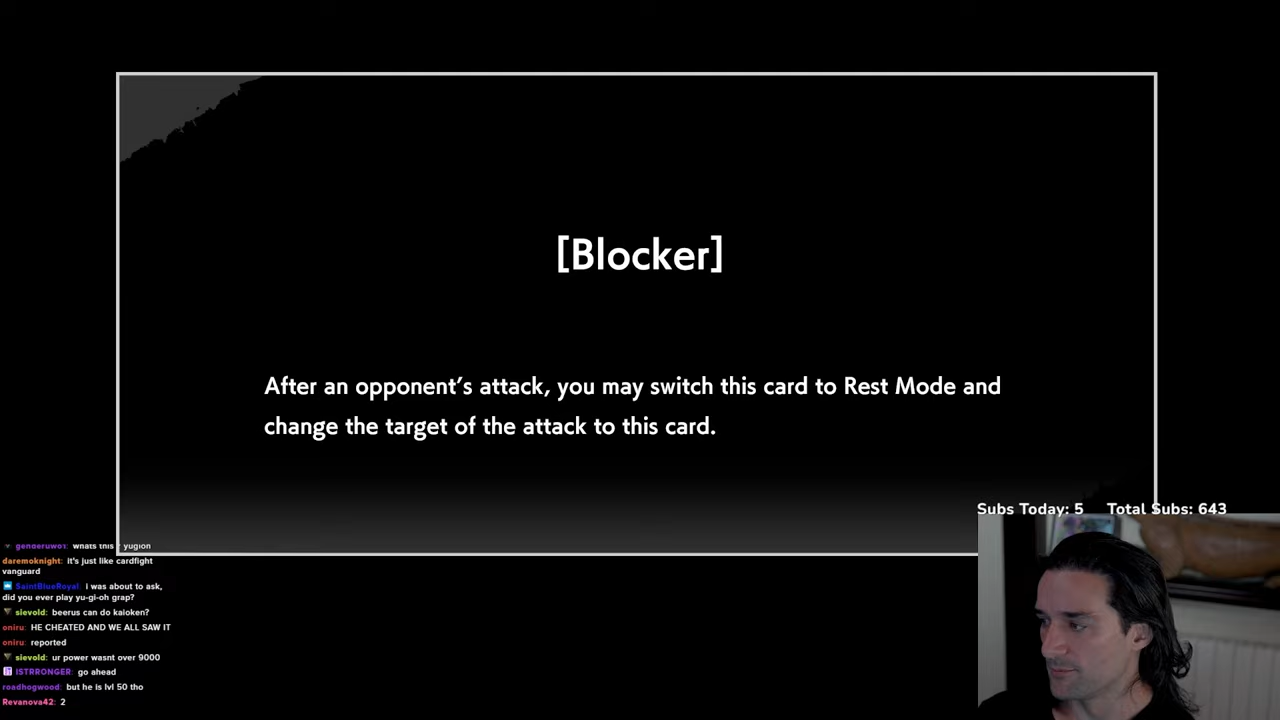 [Blocker]
After an opponent's attack, you may switch this card to Rest Mode and
change the target of the attack to this card.
Subs Today: 5 Total Subs: 643
whats this yugioh
daremoknight: it's just like cardfight
vanguard
SaintBlueRoyal: i was about to ask,
did you ever play yu-gi-oh grap?
sievold: beerus can do kaioken?
oniru: HE CHEATED AND WE ALL SAW IT
oniru: reported
sievold: ur power wasnt over 9000
ISTRRONGER: go ahead
roadhogwood: but he is lvl 50 tho
Revanova42: 2